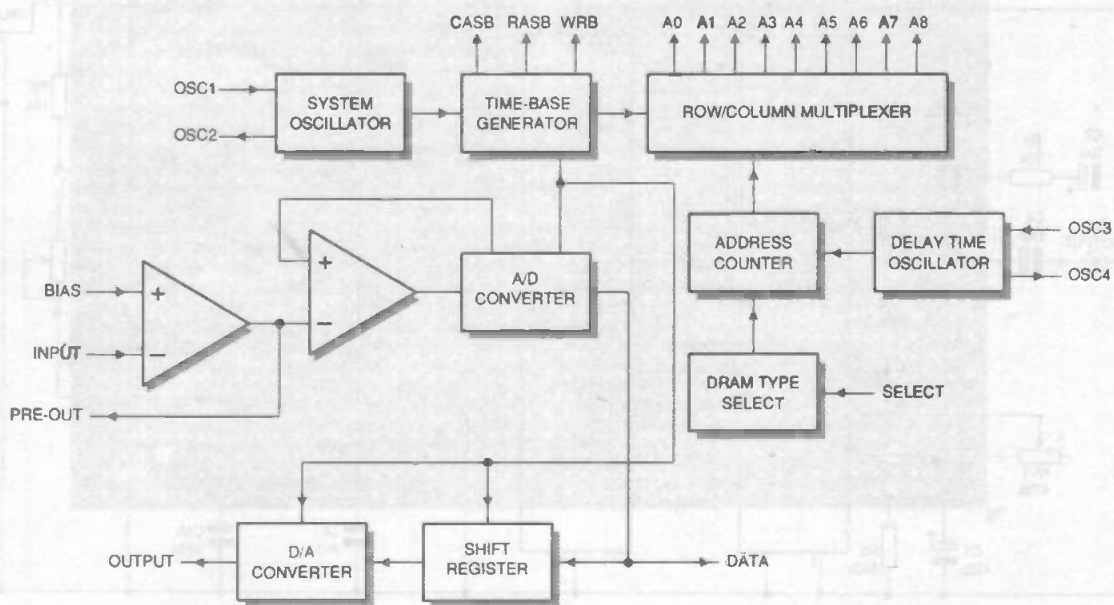 CASB RASB WRB A0 A1 A2 A3 A4 A5 A6 A7 A8
OSC1
OSC2
SYSTEM
OSCILLATOR
TIME-BASE
GENERATOR
ROW/COLUMN MULTIPLEXER
BIAS
INPUT
PRE-OUT
+
−
+
−
A/D
CONVERTER
ADDRESS
COUNTER
DELAY TIME
OSCILLATOR
OSC3
OSC4
DRAM TYPE
SELECT
SELECT
OUTPUT
D/A
CONVERTER
SHIFT
REGISTER
DATA